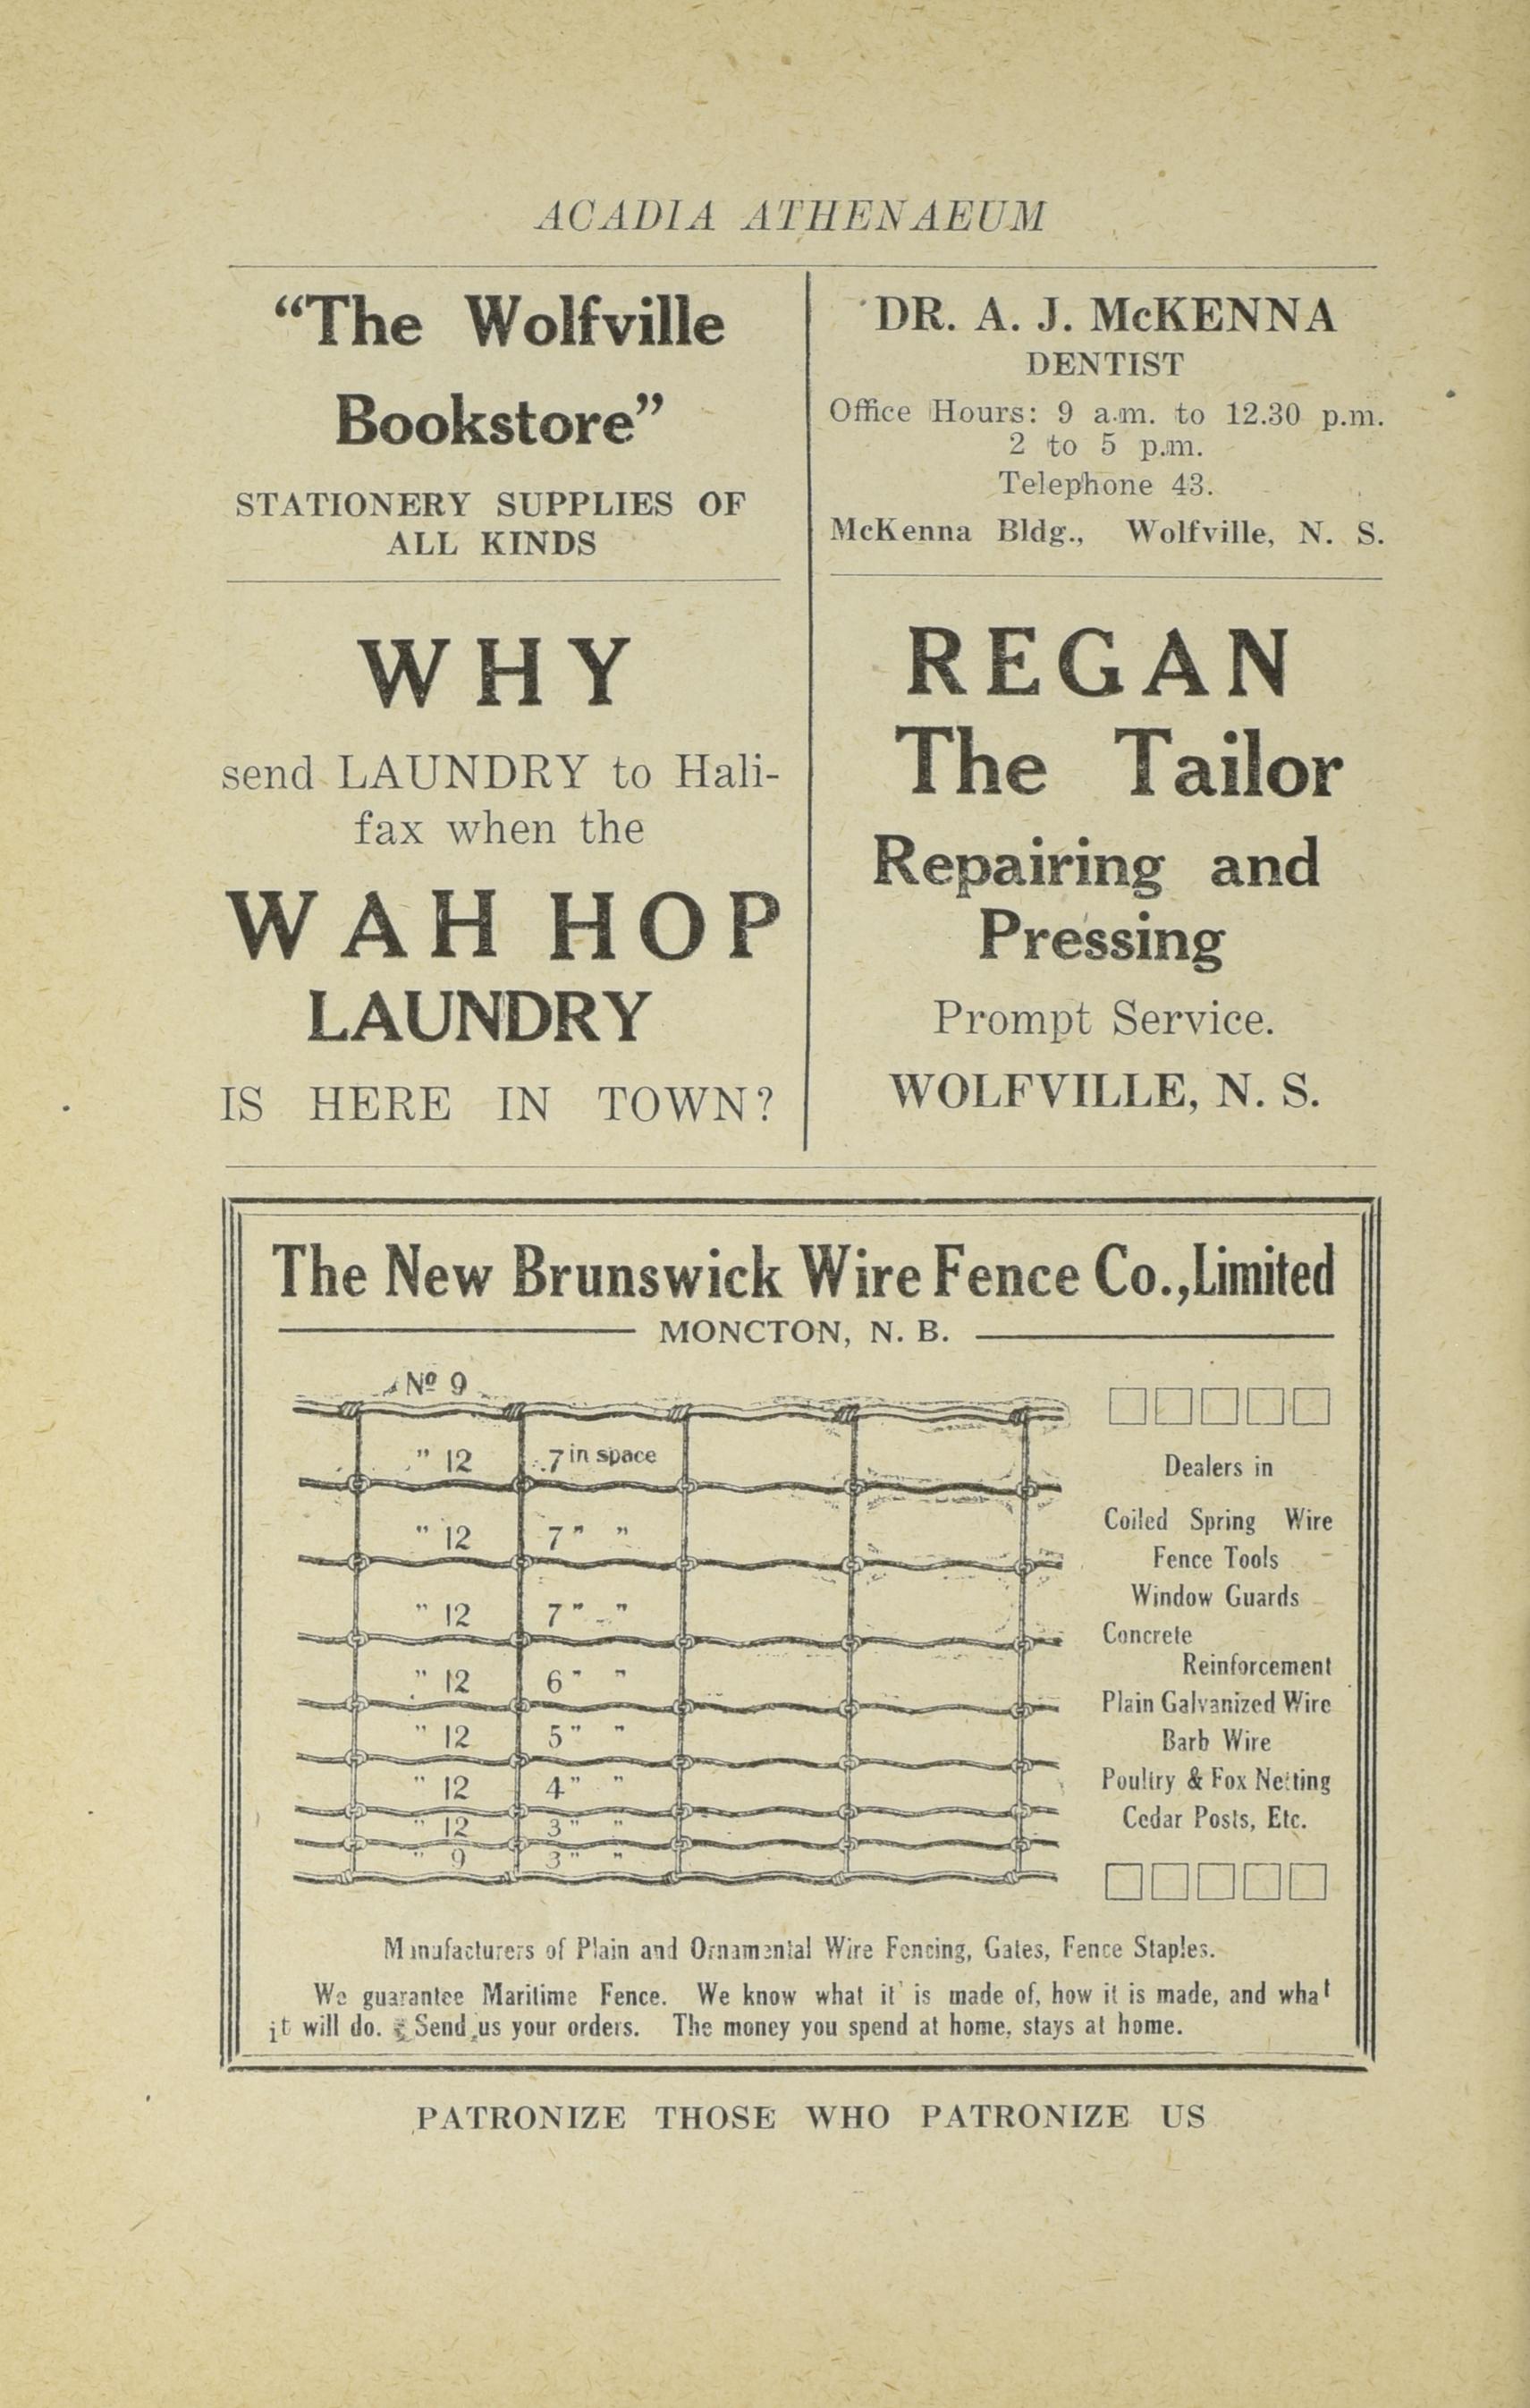 ACADIA ATHENAEUM
"The Wolfville
Bookstore"
STATIONERY SUPPLIES OF
ALL KINDS
DR. A. J. McKENNA
DENTIST
Office Hours: 9 a.m. to 12.30 p.m.
2 to 5 p.m.
Telephone 43.
McKenna Bldg., Wolfville, N. S.
WHY
send LAUNDRY to Hali-
fax when the
WAH HOP
LAUNDRY
IS HERE IN TOWN?
REGAN
The Tailor
Repairing and
Pressing
Prompt Service.
WOLFVILLE, N. S.
The New Brunswick Wire Fence Co.,Limited
MONCTON, N. B.
Nº 9
" 12 7 in space
" 12 7 " "
" 12 7 " "
" 12 6 " "
" 12 5 " "
" 12 4 " "
" 12 3 " "
" 9 3 " "
Dealers in
Coiled Spring Wire
Fence Tools
Window Guards
Concrete
Reinforcement
Plain Galvanized Wire
Barb Wire
Poultry & Fox Netting
Cedar Posts, Etc.
Manufacturers of Plain and Ornamental Wire Fencing, Gates, Fence Staples.
We guarantee Maritime Fence. We know what it is made of, how it is made, and what
it will do. Send us your orders. The money you spend at home, stays at home.
PATRONIZE THOSE WHO PATRONIZE US